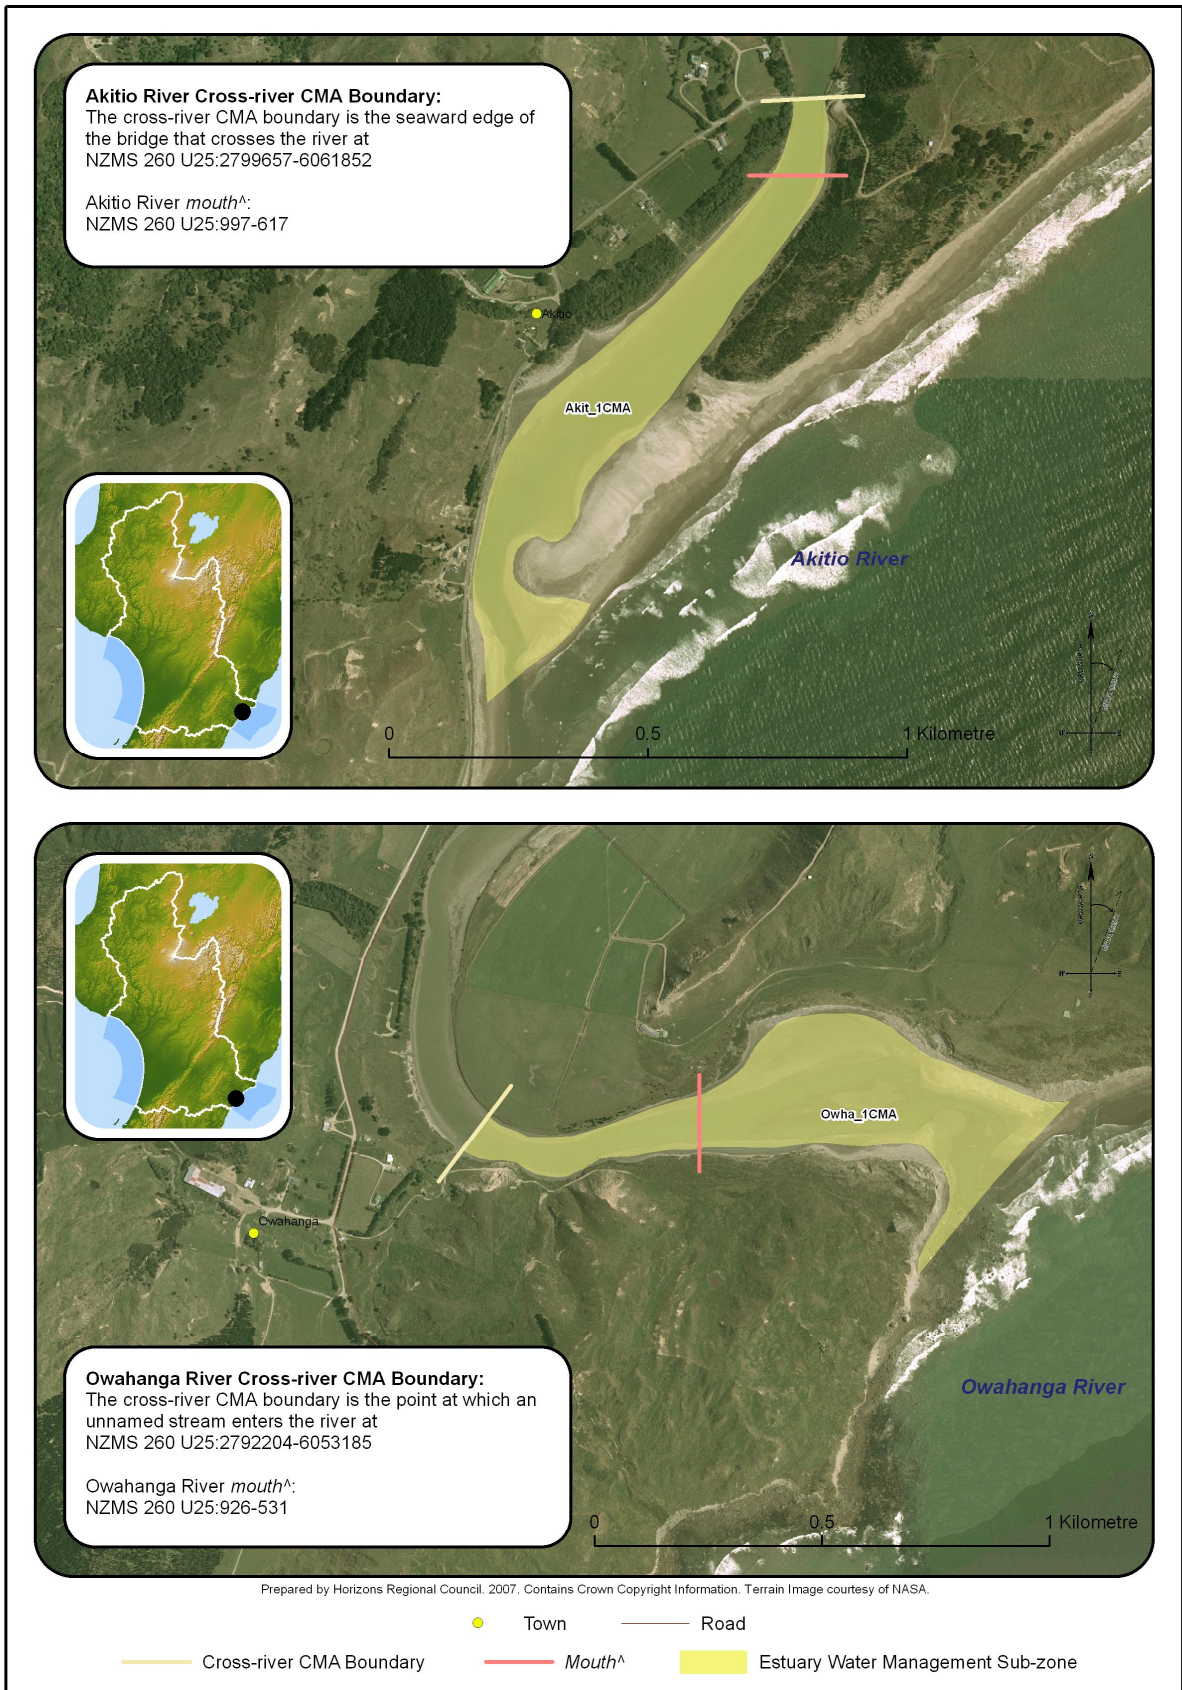 Akitio River Cross-river CMA Boundary:
The cross-river CMA boundary is the seaward edge of
the bridge that crosses the river at
NZMS 260 U25:2799657-6061852
Akitio River mouth^:
NZMS 260 U25:997-617
Akitio
Akit_1CMA
Akitio River
0 0.5 1 Kilometre
Owha_1CMA
Owahanga
Owahanga River
Owahanga River Cross-river CMA Boundary:
The cross-river CMA boundary is the point at which an
unnamed stream enters the river at
NZMS 260 U25:2792204-6053185
Owahanga River mouth^:
NZMS 260 U25:926-531
0 0.5 1 Kilometre
Prepared by Horizons Regional Council. 2007. Contains Crown Copyright Information. Terrain Image courtesy of NASA.
Town Road
Cross-river CMA Boundary Mouth^ Estuary Water Management Sub-zone